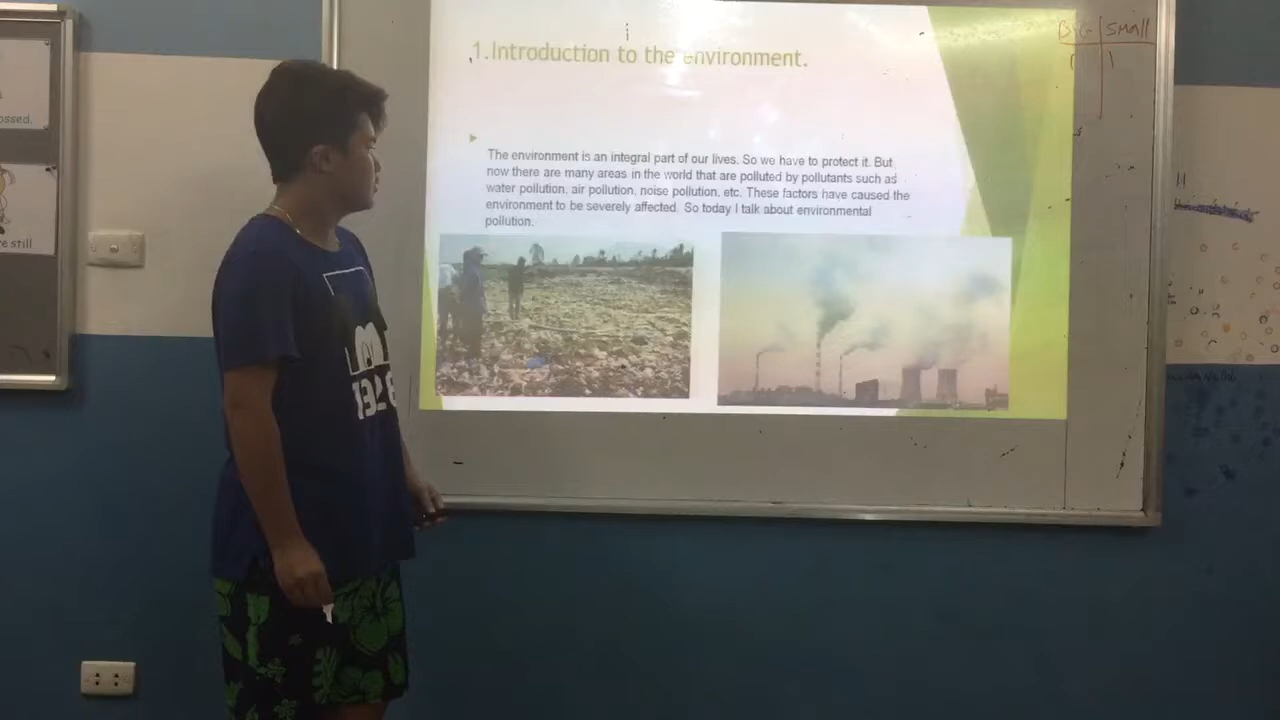 ossed.
e still
BIG SMALL
1.Introduction to the environment.
The environment is an integral part of our lives. So we have to protect it. But
now there are many areas in the world that are polluted by pollutants such as
water pollution, air pollution, noise pollution, etc. These factors have caused the
environment to be severely affected. So today I talk about environmental
pollution.